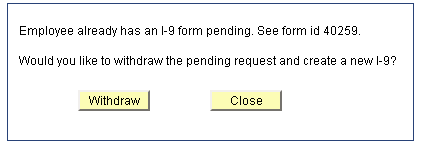 Employee already has an I-9 form pending. See form id 40259.
Would you like to withdraw the pending request and create a new I-9?
Withdraw Close